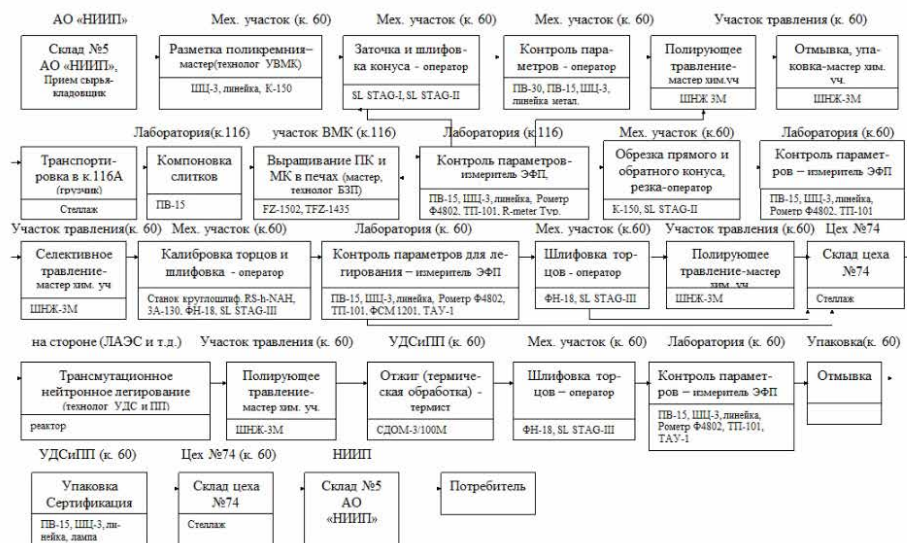 АО «НИИП» Мех. участок (к. 60) Мех. участок (к. 60) Мех. участок (к. 60) Участок травления (к. 60)
Склад №5
АО «НИИП»,
Прием сырья-
кладовщик
Разметка поликремния–
мастер(технолог УВМК)
ШЦ-3, линейка, К-150
Заточка и шлифов-
ка конуса - оператор
SL STAG-I, SL STAG-II
Контроль пара-
метров - оператор
ПВ-30, ПВ-15, ШЦ-3,
линейка метал.
Полирующее
травление-
мастер хим.уч
ШНЖ 3М
Отмывка, упа-
ковка-мастер хим.
уч.
ШНЖ-3М
Лаборатория(к.116) участок ВМК (к.116) Лаборатория (к.116) Мех. участок (к.60) Лаборатория (к.60)
Транспорти-
ровка в к.116А
(грузчик)
Стеллаж
Компоновка
слитков
ПВ-15
Выращивание ПК и
МК в печах (мастер,
технолог БЗП)
FZ-1502, TFZ-1435
Контроль параметров-
измеритель ЭФП,
ПВ-15, ШЦ-3, линейка, Рометр
Ф4802, ТП-101, R-meter Typ.
Обрезка прямого и
обратного конуса,
резка-оператор
К-150, SL STAG-II
Контроль парамет-
ров – измеритель ЭФП
ПВ-15, ШЦ-3, линейка,
Рометр Ф4802, ТП-101
Участок травления(к. 60) Мех. участок (к. 60) Лаборатория (к. 60) Мех. участок (к.60) Участок травления (к.60) Цех №74
Селективное
травление-
мастер хим. уч
ШНЖ-3М
Калибровка торцов и
шлифовка - оператор
Станок круглошлиф. RS-h-NAH,
3А-130, ФН-18, SL STAG-III
Контроль параметров для ле-
гирования – измеритель ЭФП
ПВ-15, ШЦ-3, линейка, Рометр Ф4802,
ТП-101, ФСМ 1201, ТАУ-1
Шлифовка тор-
цов - оператор
ФН-18, SL STAG-III
Полирующее
травление-мастер
хим. уч
ШНЖ-3М
Склад цеха
№74
Стеллаж
на стороне (ЛАЭС и т.д.) Участок травления (к. 60) УДСиПП (к. 60) Мех. участок (к. 60) Лаборатория (к. 60) Упаковка(к. 60)
Трансмутационное
нейтронное легирование
(технолог УДС и ПП)
реактор
Полирующее
травление-
мастер хим. уч.
ШНЖ-3М
Отжиг (термиче-
ская обработка) -
термист
СДОМ-3/100М
Шлифовка тор-
цов – оператор
ФН-18, SL STAG-III
Контроль парамет-
ров – измеритель ЭФП
ПВ-15, ШЦ-3, линейка,
Рометр Ф4802, ТП-101,
ТАУ-1
Отмывка
УДСиПП (к. 60) Цех №74 (к. 60) НИИП
Упаковка
Сертификация
ПВ-15, ШЦ-3, ли-
нейка, лампа
Склад цеха
№74
Стеллаж
Склад №5
АО
«НИИП»
Потребитель